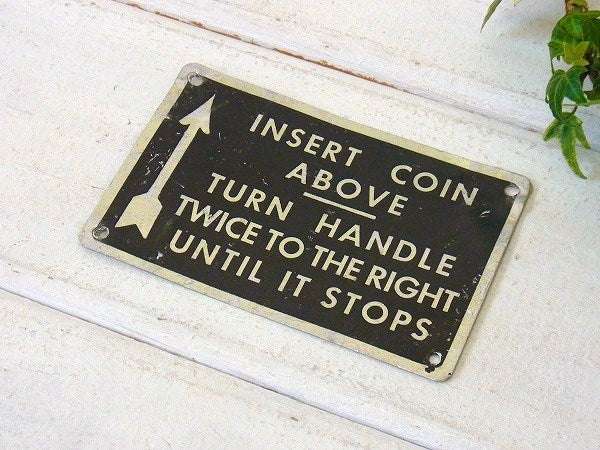 INSERT COIN
ABOVE
TURN HANDLE
TWICE TO THE RIGHT
UNTIL IT STOPS